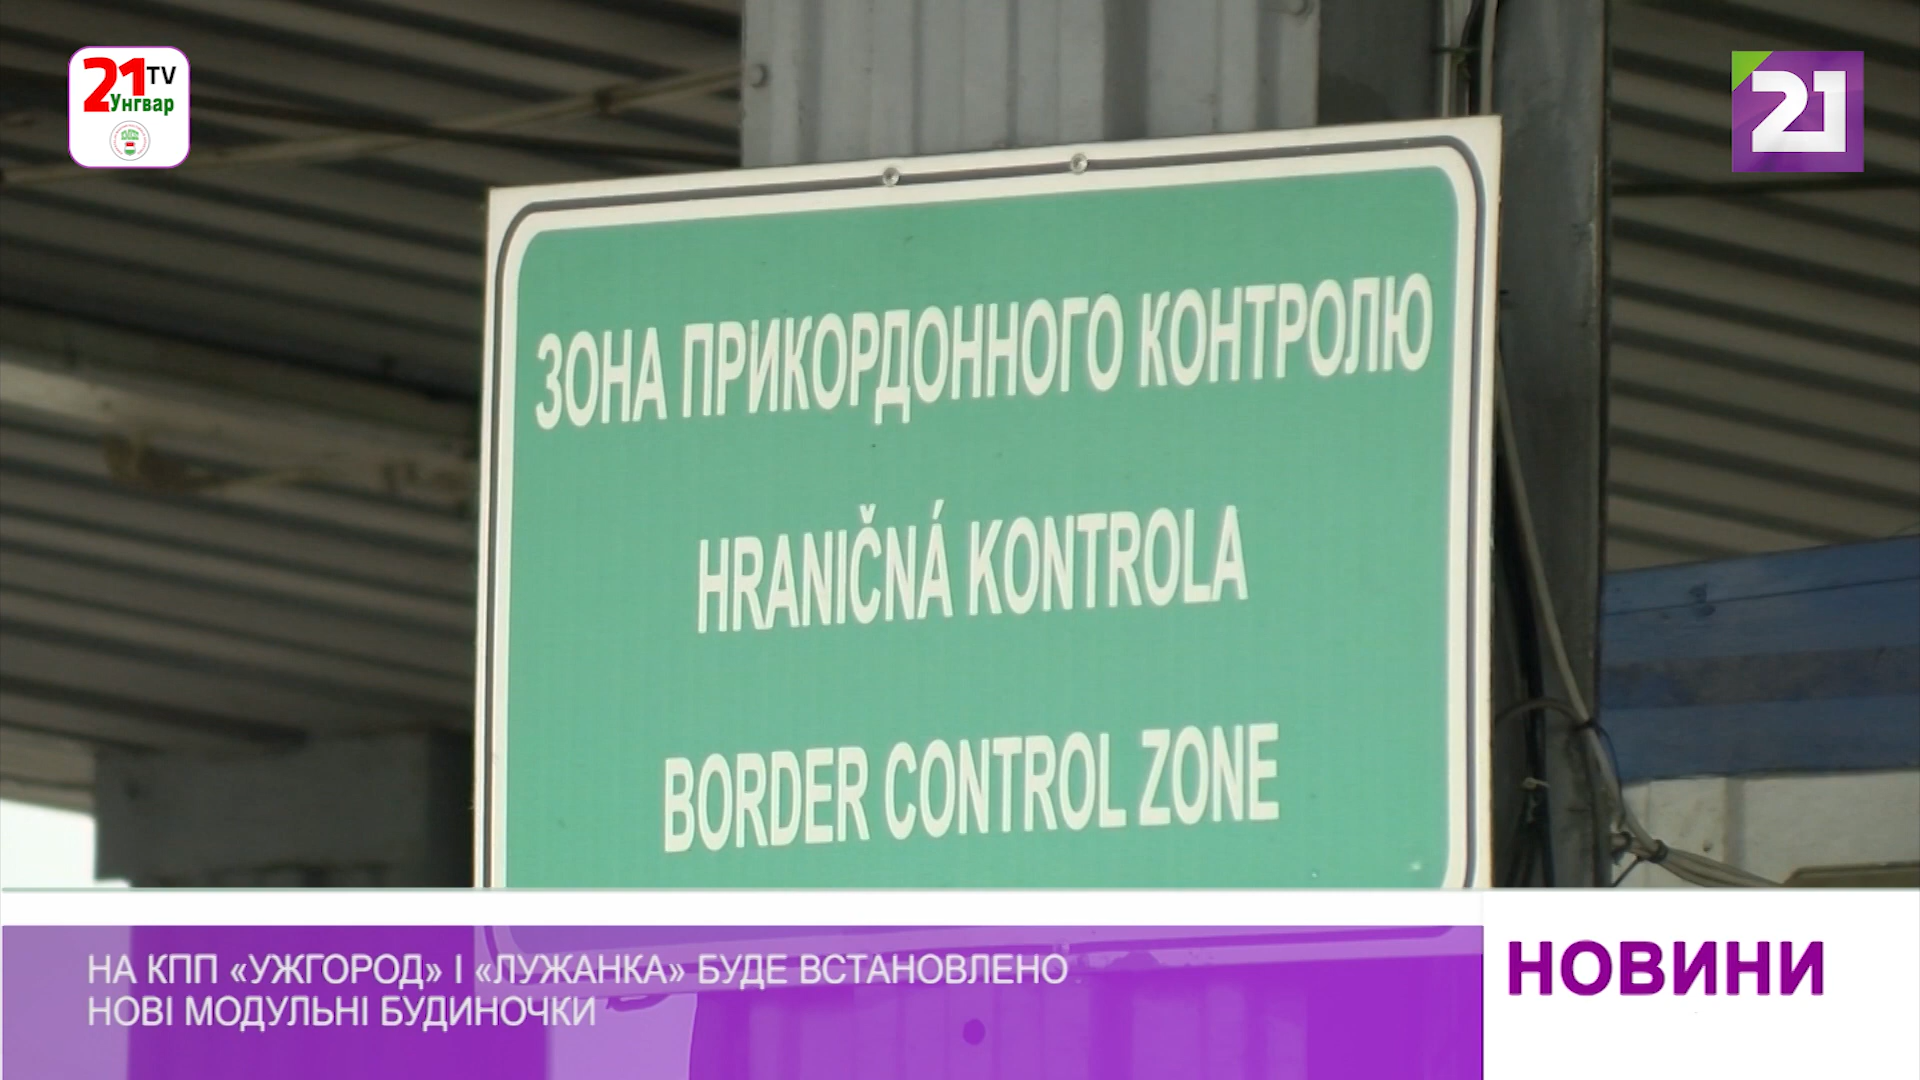 21 TV
Унгвар
21
ЗОНА ПРИКОРДОННОГО КОНТРОЛЮ
HRANIČNÁ KONTROLA
BORDER CONTROL ZONE
НА КПП «УЖГОРОД» І «ЛУЖАНКА» БУДЕ ВСТАНОВЛЕНО
НОВІ МОДУЛЬНІ БУДИНОЧКИ
НОВИНИ